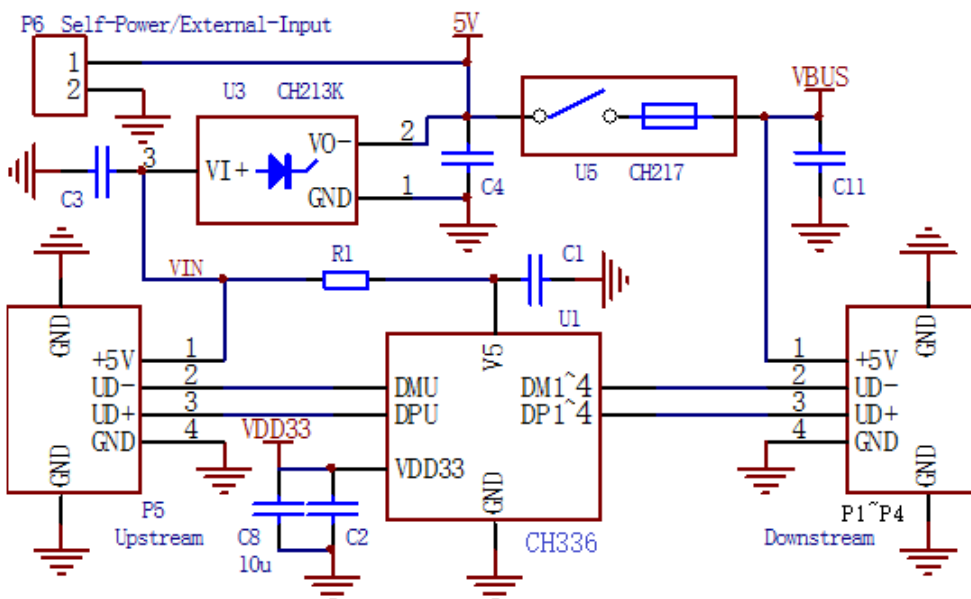 P6 Self-Power/External-Input
5V
1
2
U3 CH213K
VBUS
VO-
2
3
VI+
GND
1
C3
C4
U5 CH217
C11
VIN
R1
C1
U1
GND
+5V
1
UD-
2
UD+
3
GND
4
GND
P5
Upstream
V5
DMU
DPU
VDD33
GND
DM1~4
DP1~4
CH336
VDD33
C8
10u
C2
GND
1
+5V
2
UD-
3
UD+
4
GND
GND
P1~P4
Downstream